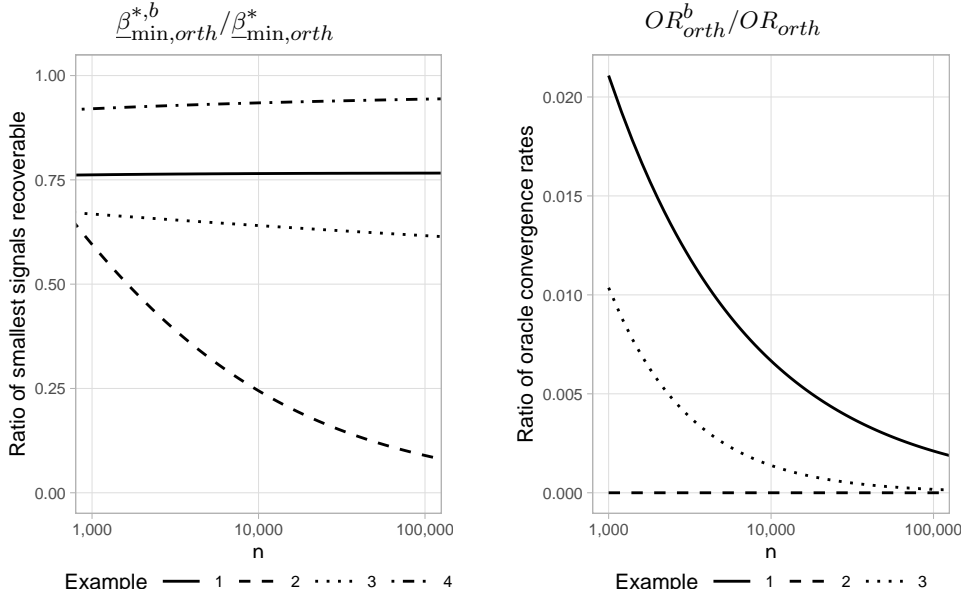 β*,b min,orth/β* min,orth
Ratio of smallest signals recoverable
1.00
0.75
0.50
0.25
0.00
1,000 10,000 100,000
n
Example 1 2 3 4
OR^b_orth/OR_orth
Ratio of oracle convergence rates
0.020
0.015
0.010
0.005
0.000
1,000 10,000 100,000
n
Example 1 2 3